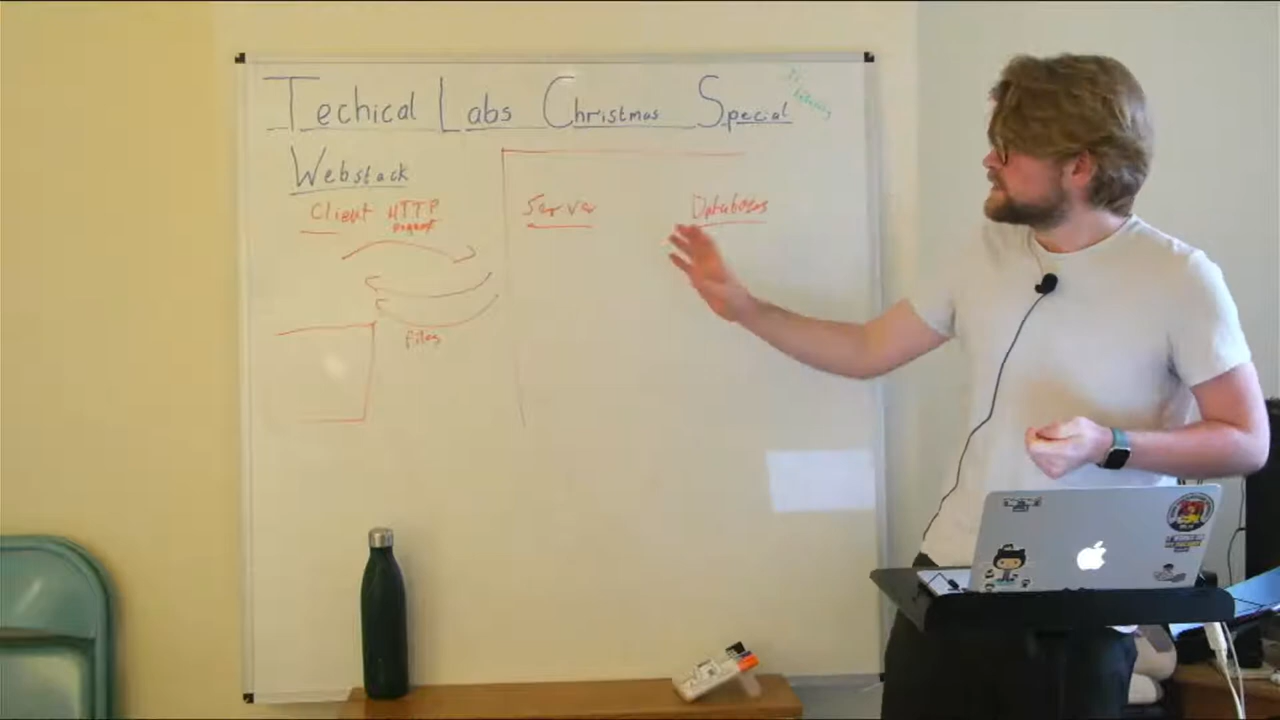 Techical Labs Christmas Special
Webstack
Client HTTP
request
Server
Databases
files